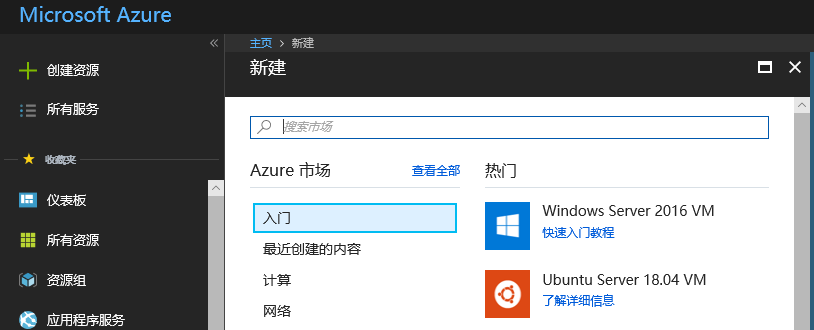 Microsoft Azure
主页 > 新建
创建资源
所有服务
收藏夹
仪表板
所有资源
资源组
应用程序服务
新建
搜索市场
Azure 市场
查看全部
入门
最近创建的内容
计算
网络
热门
Windows Server 2016 VM
快速入门教程
Ubuntu Server 18.04 VM
了解详细信息